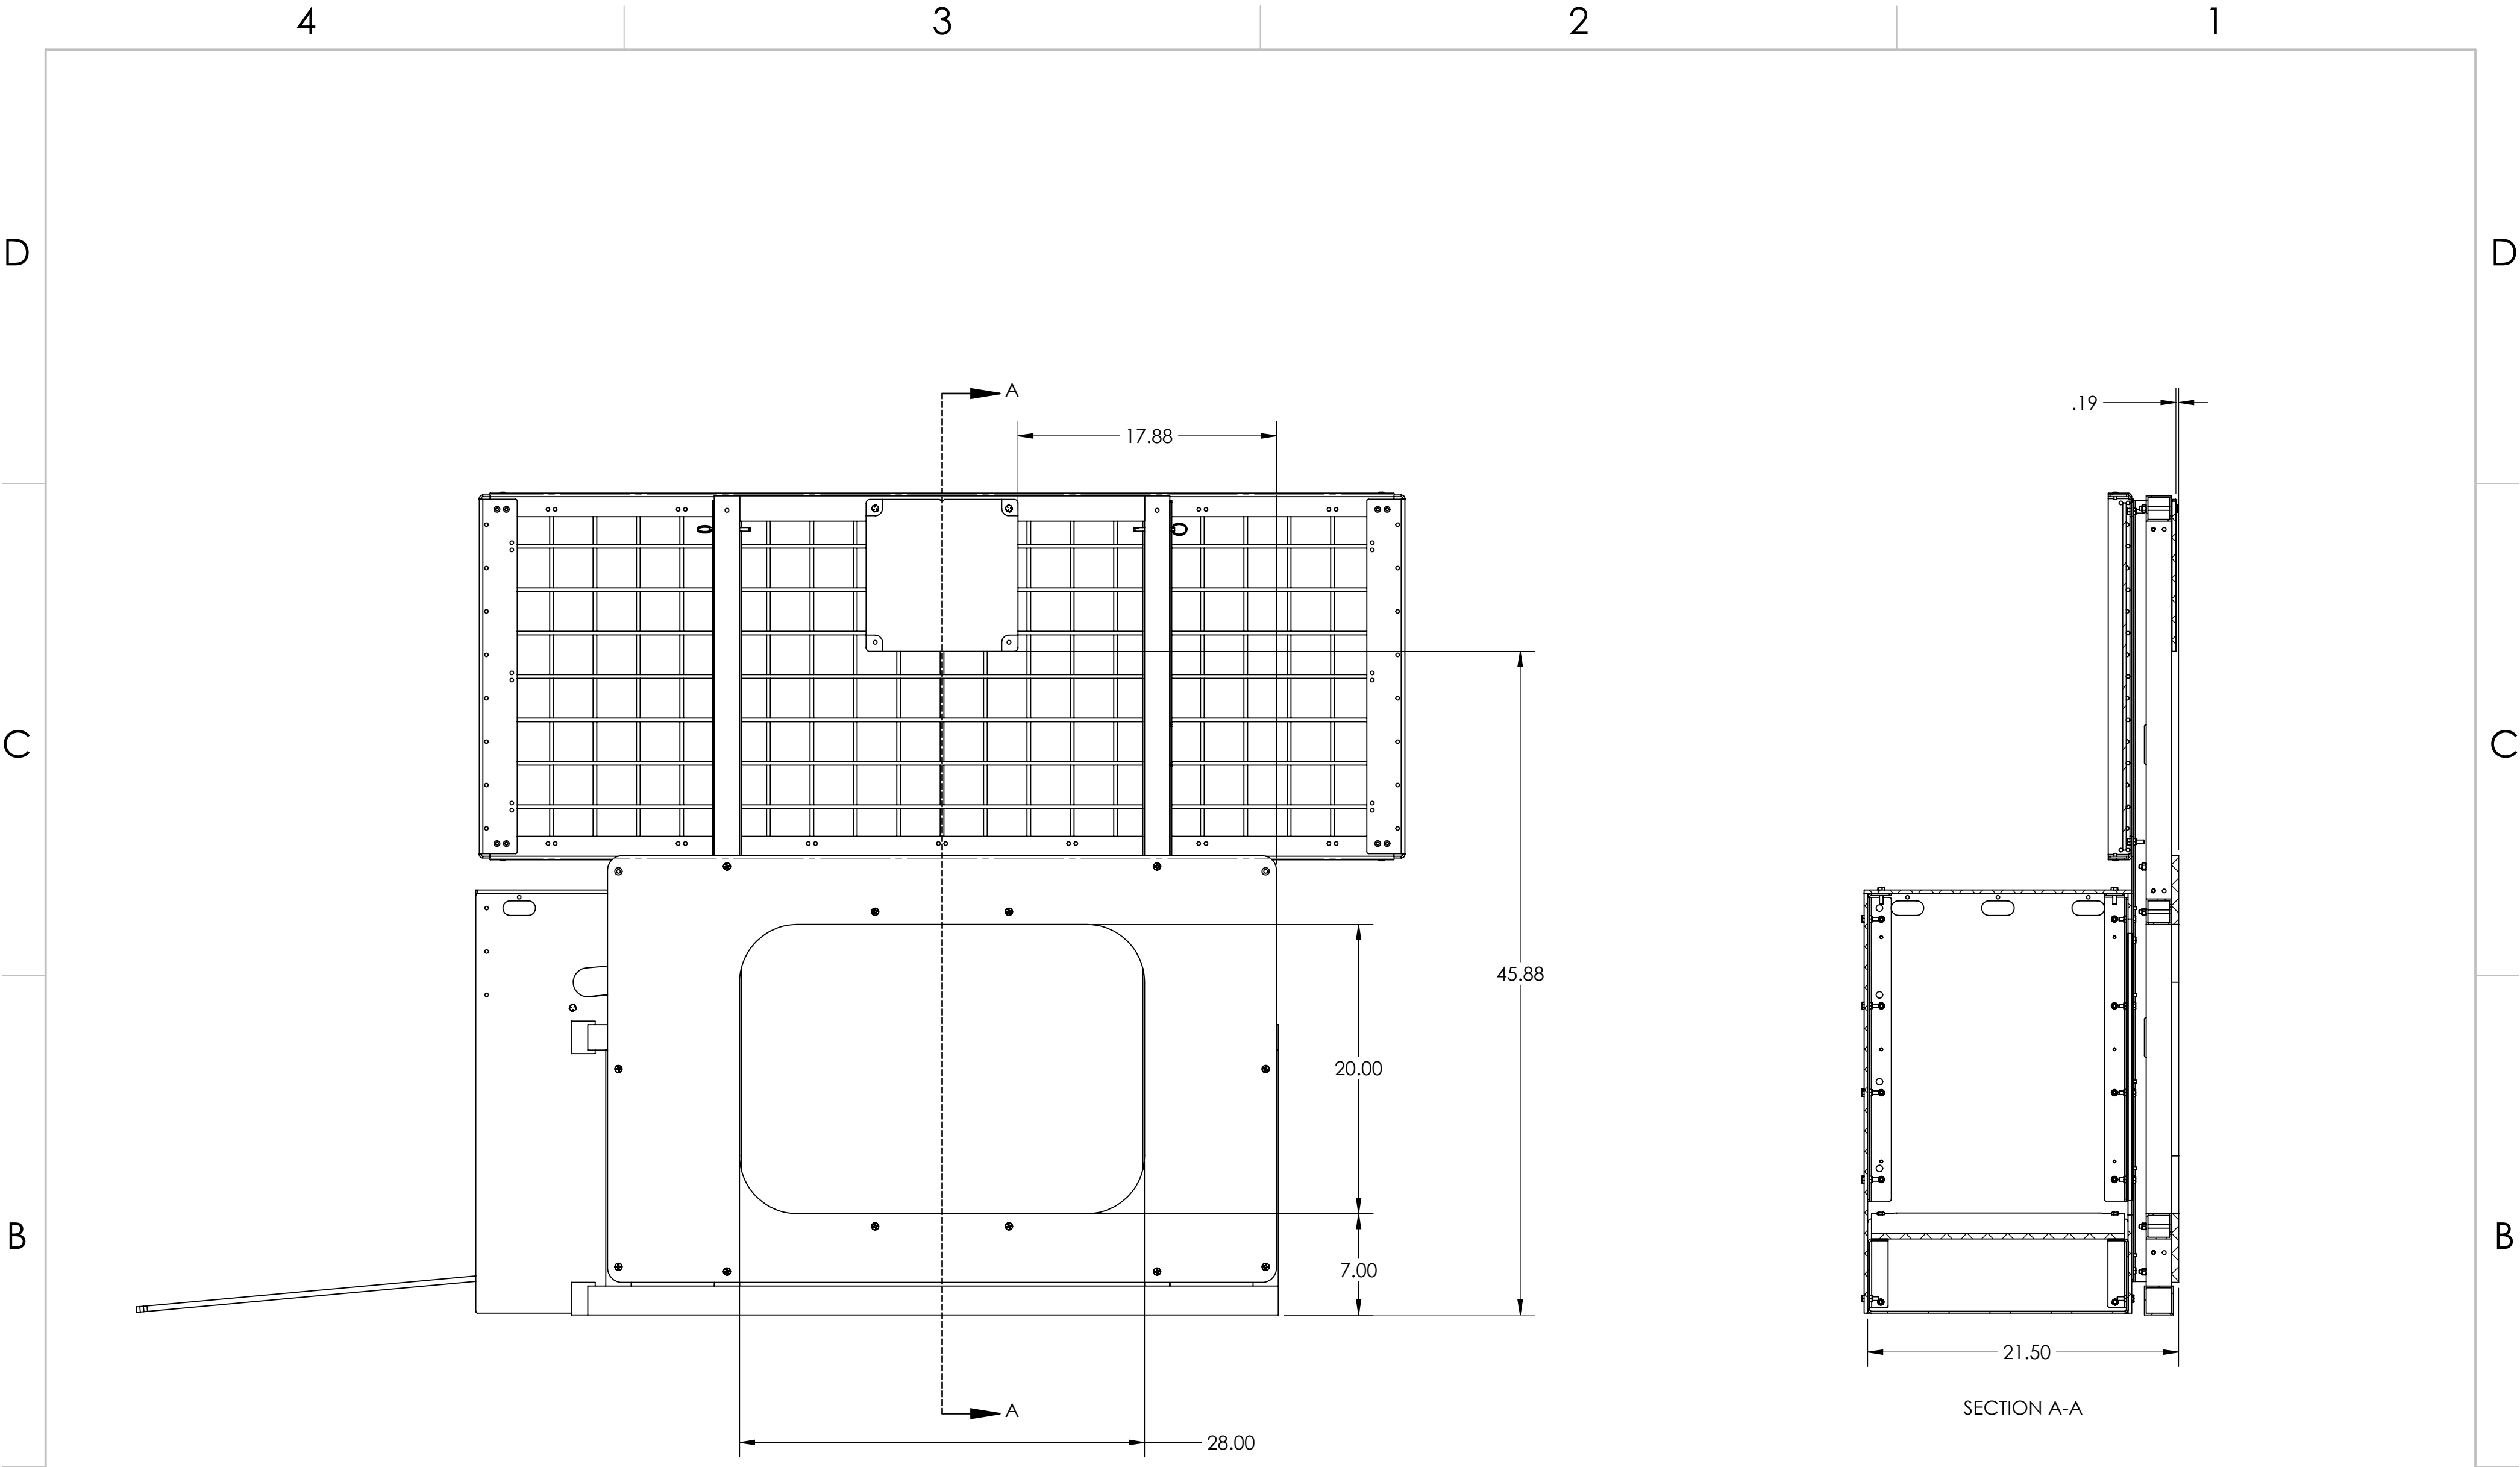 4 3 2 1
D D
A
.19
17.88
C C
45.88
20.00
B B
7.00
21.50
A
SECTION A-A
28.00